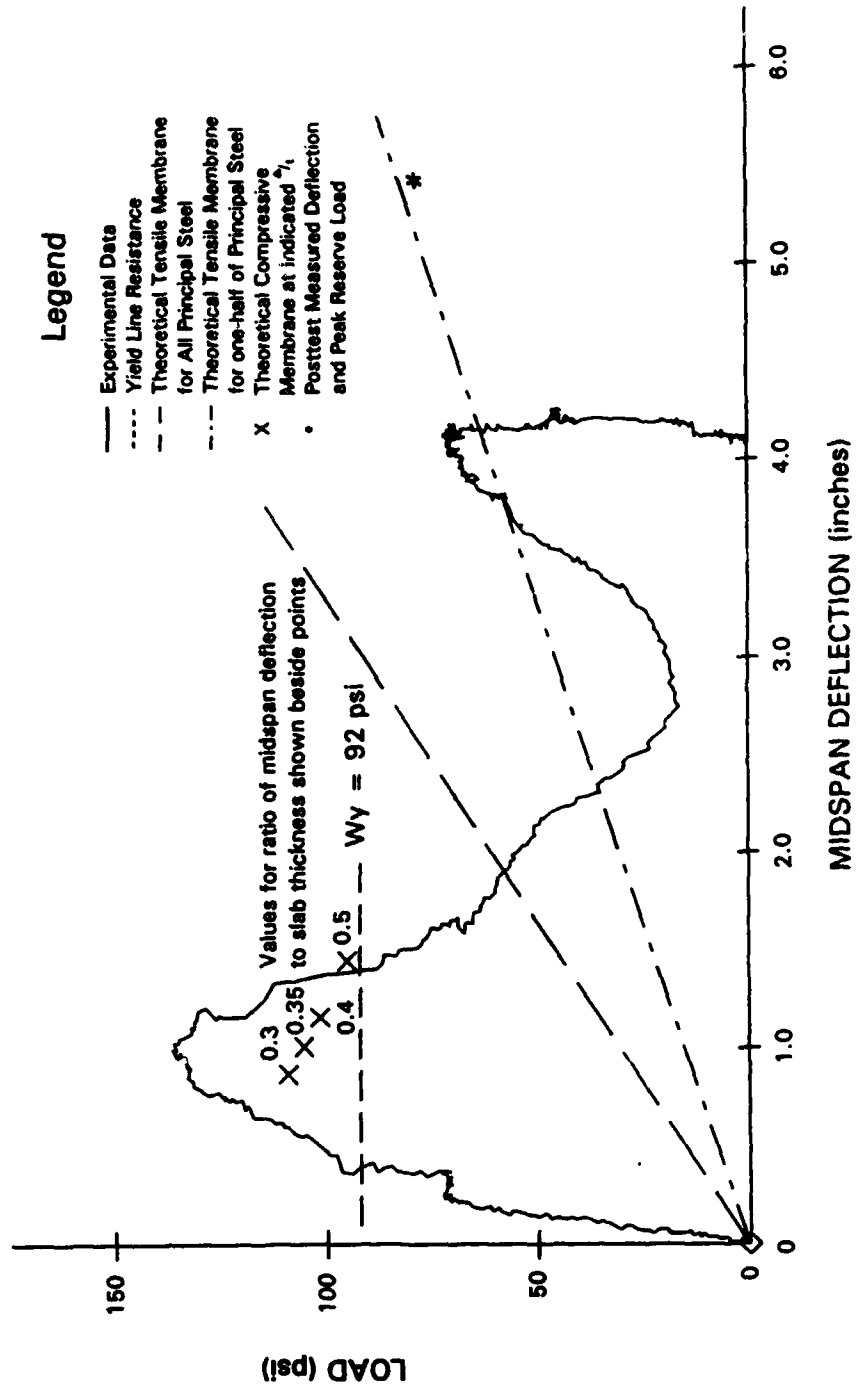 Legend
Experimental Data
Yield Line Resistance
Theoretical Tensile Membrane
for All Principal Steel
Theoretical Tensile Membrane
for one-half of Principal Steel
X Theoretical Compressive
Membrane at indicated Δ/t
* Posttest Measured Deflection
and Peak Reserve Load
Values for ratio of midspan deflection
to slab thickness shown beside points
0.3
0.35
0.4
0.5
Wy = 92 psi
*
150
100
50
0
LOAD (psi)
0
1.0
2.0
3.0
4.0
5.0
6.0
MIDSPAN DEFLECTION (inches)